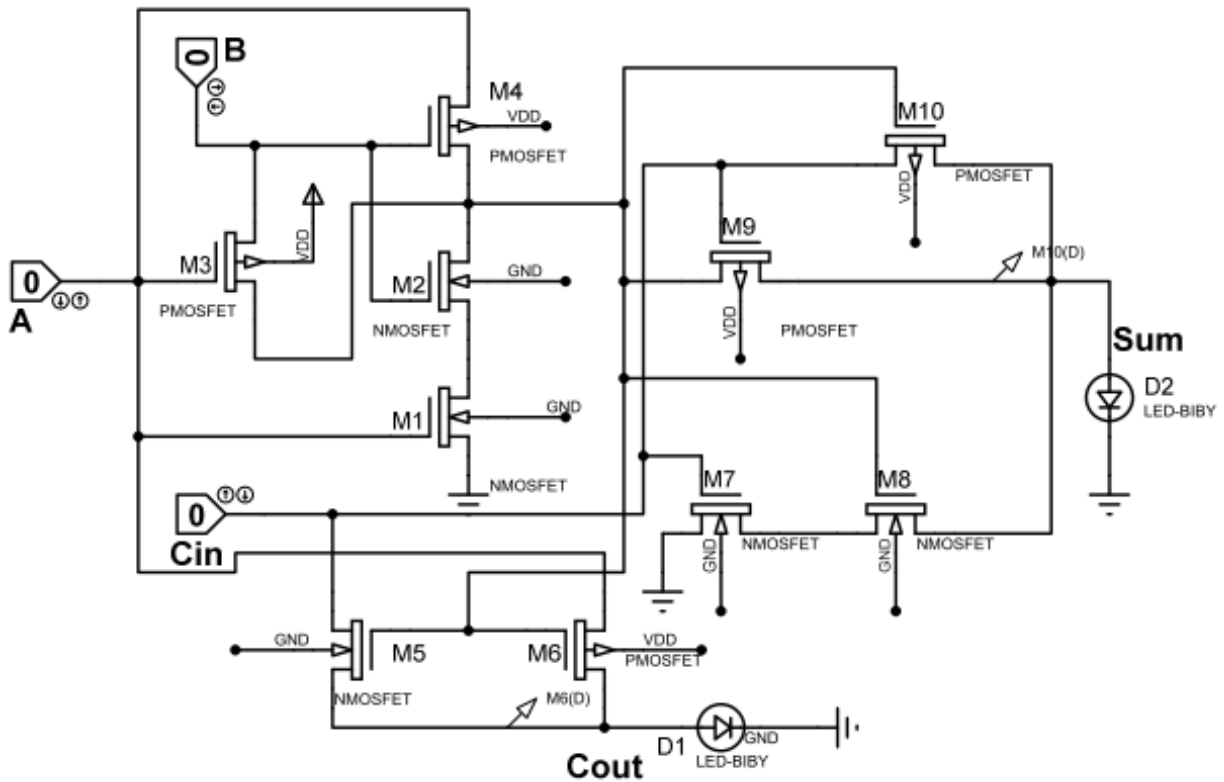 B
0
M4
VDD
PMOSFET
M10
VDD
PMOSFET
M3
VDD
PMOSFET
M9
VDD
PMOSFET
M10(D)
0
A
M2
GND
NMOSFET
Sum
D2
LED-BIBY
M1
GND
NMOSFET
M7
GND
NMOSFET
M8
GND
NMOSFET
0
Cin
GND
M5
NMOSFET
M6
VDD
PMOSFET
M6(D)
D1
GND
LED-BIBY
Cout